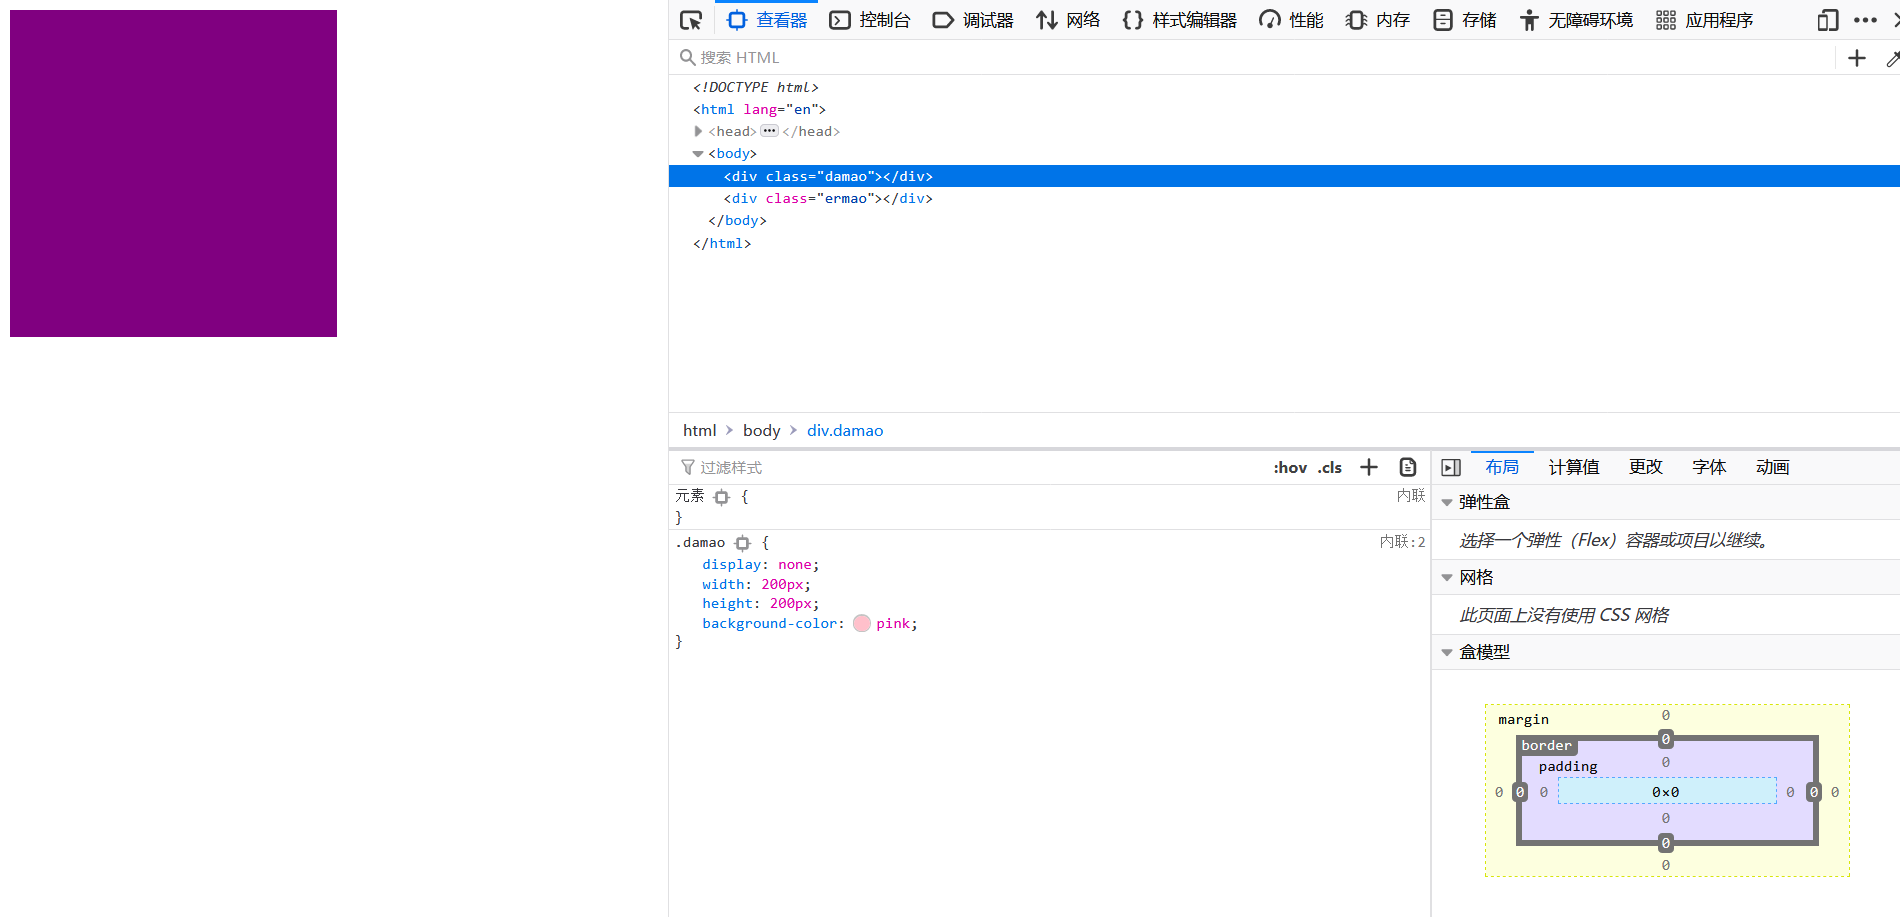 查看器 控制台 调试器 网络 样式编辑器 性能 内存 存储 无障碍环境 应用程序
搜索 HTML
<!DOCTYPE html>
<html lang="en">
<head></head>
<body>
<div class="damao"></div>
<div class="ermao"></div>
</body>
</html>
html body div.damao
过滤样式 :hov .cls
元素 { 内联
}
.damao { 内联:2
display: none;
width: 200px;
height: 200px;
background-color: pink;
}
布局 计算值 更改 字体 动画
弹性盒
选择一个弹性（Flex）容器或项目以继续。
网格
此页面上没有使用 CSS 网格
盒模型
margin 0
border 0
padding 0
0 0 0 0×0 0 0 0
0
0
0